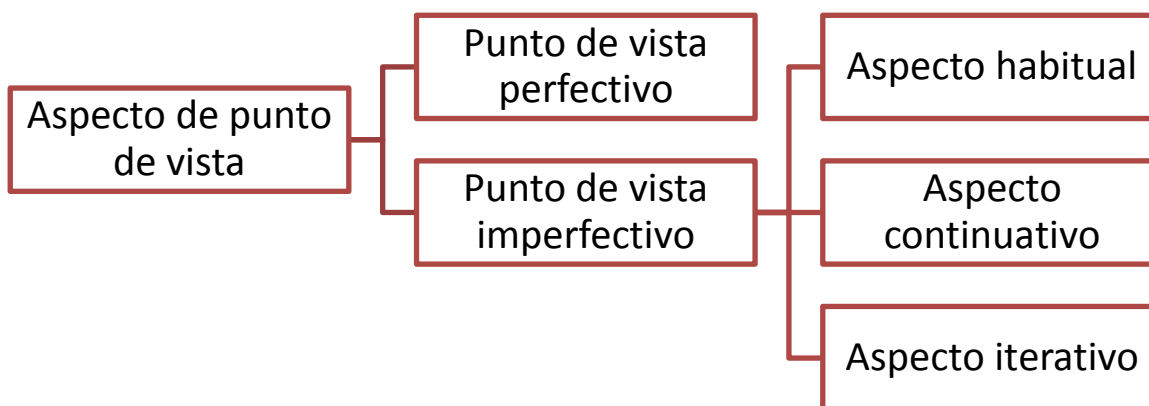 Aspecto de punto
de vista
Punto de vista
perfectivo
Punto de vista
imperfectivo
Aspecto habitual
Aspecto
continuativo
Aspecto iterativo